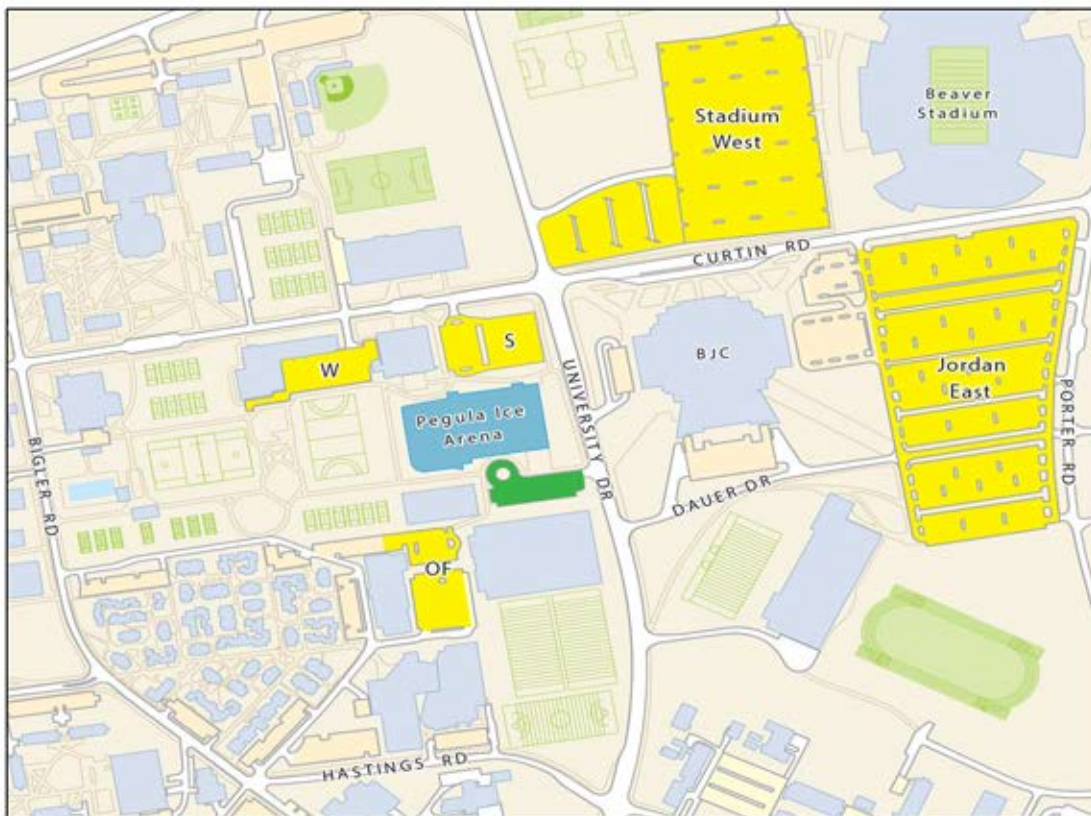 Beaver
Stadium
Stadium
West
CURTIN RD
S
W
BJC
Jordan
East
UNIVERSITY DR
PORTER RD
Pegula Ice
Arena
BIGLER RD
DAUER DR
OF
HASTINGS RD